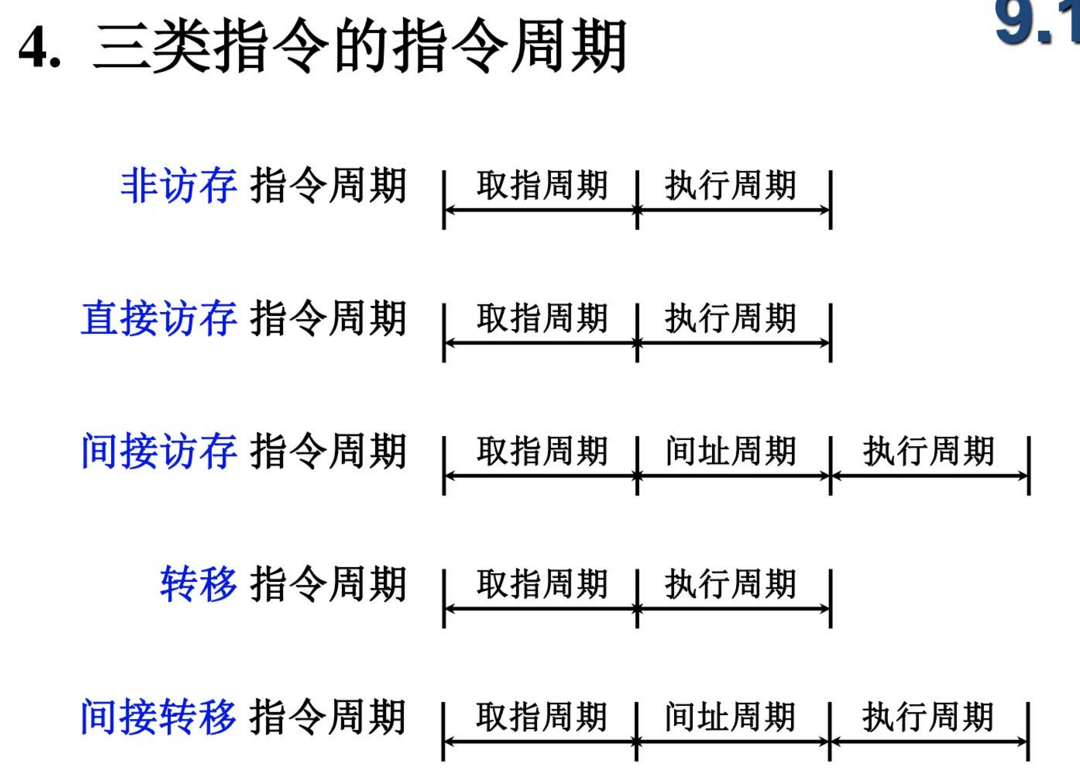 4. 三类指令的指令周期
9.1
非访存 指令周期 取指周期 执行周期
直接访存 指令周期 取指周期 执行周期
间接访存 指令周期 取指周期 间址周期 执行周期
转移 指令周期 取指周期 执行周期
间接转移 指令周期 取指周期 间址周期 执行周期